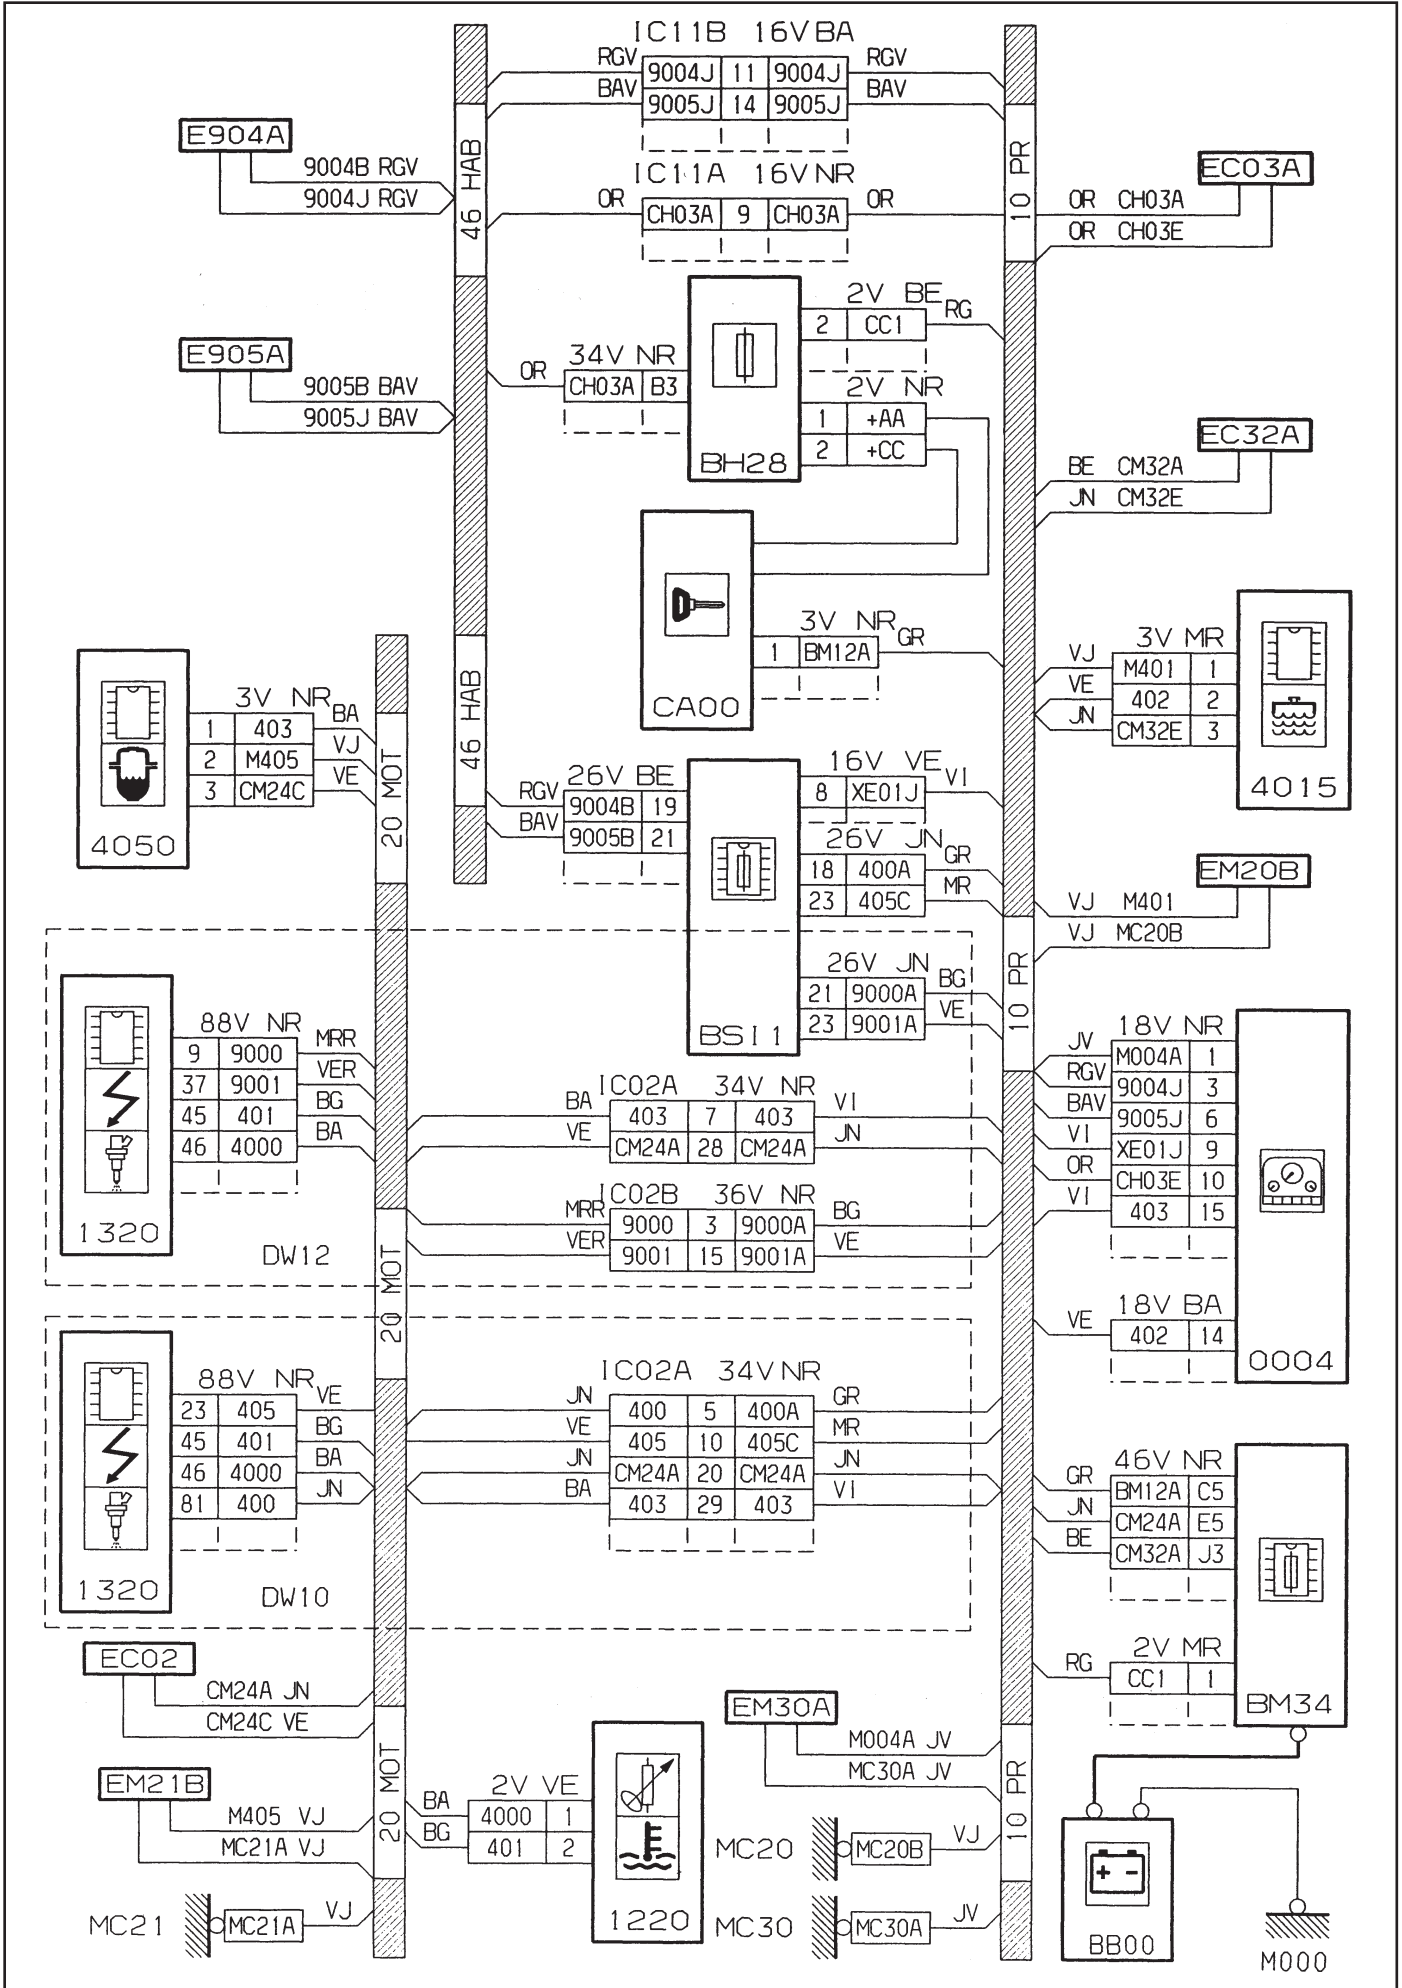 IC11B 16V BA
RGV 9004J 11 9004J RGV
BAV 9005J 14 9005J BAV
E904A
9004B RGV
9004J RGV
46 HAB
10 PR
IC11A 16V NR
OR CH03A 9 CH03A OR
EC03A
OR CH03A
OR CH03E
2V BE
2 CC1 RG
E905A
9005B BAV
9005J BAV
34V NR
OR CH03A B3
2V NR
1 +AA
2 +CC
BH28
EC32A
BE CM32A
JN CM32E
3V NR
1 BM12A GR
CA00
3V MR
VJ M401 1
VE 402 2
JN CM32E 3
4015
3V NR
1 403 BA
2 M405 VJ
3 CM24C VE
4050
20 MOT
46 HAB
26V BE
RGV 9004B 19
BAV 9005B 21
16V VE
8 XE01J VI
26V JN
18 400A GR
23 405C MR
26V JN
21 9000A BG
23 9001A VE
BSI1
EM20B
VJ M401
VJ MC20B
10 PR
88V NR
9 9000 MRR
37 9001 VER
45 401 BG
46 4000 BA
1320
DW12
IC02A 34V NR
BA 403 7 403 VI
VE CM24A 28 CM24A JN
IC02B 36V NR
MRR 9000 3 9000A BG
VER 9001 15 9001A VE
18V NR
JV M004A 1
RGV 9004J 3
BAV 9005J 6
VI XE01J 9
OR CH03E 10
VI 403 15
18V BA
VE 402 14
0004
20 MOT
88V NR
23 405 VE
45 401 BG
46 4000 BA
81 400 JN
1320
DW10
IC02A 34V NR
JN 400 5 400A GR
VE 405 10 405C MR
JN CM24A 20 CM24A JN
BA 403 29 403 VI
46V NR
GR BM12A C5
JN CM24A E5
BE CM32A J3
2V MR
RG CC1 1
BM34
EC02
CM24A JN
CM24C VE
EM21B
M405 VJ
MC21A VJ
20 MOT
MC21 MC21A VJ
2V VE
BA 4000 1
BG 401 2
1220
EM30A
M004A JV
MC30A JV
10 PR
MC20 MC20B VJ
MC30 MC30A JV
+ -
BB00
M000